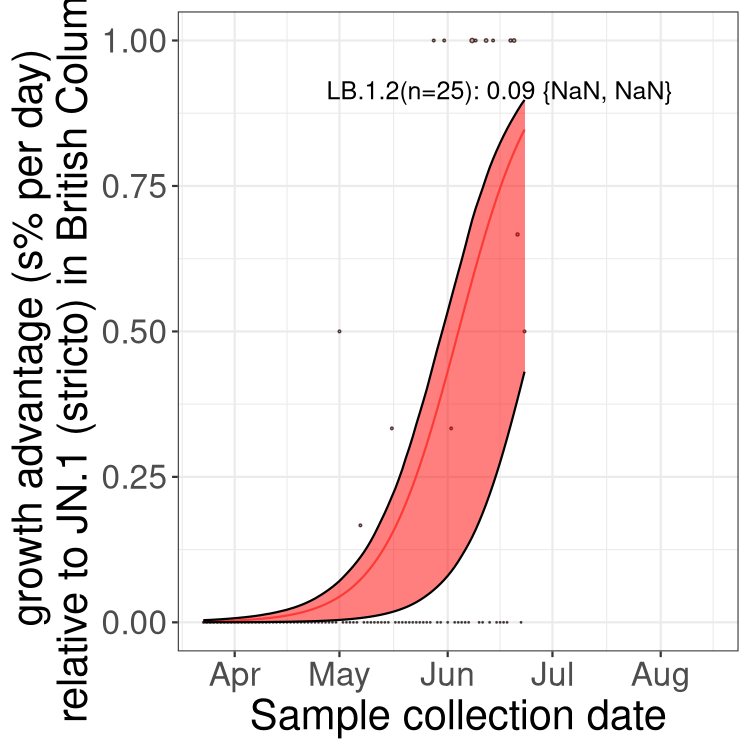 growth advantage (s% per day)
relative to JN.1 (stricto) in British Colum
1.00
0.75
0.50
0.25
0.00
LB.1.2(n=25): 0.09 {NaN, NaN}
Apr May Jun Jul Aug
Sample collection date